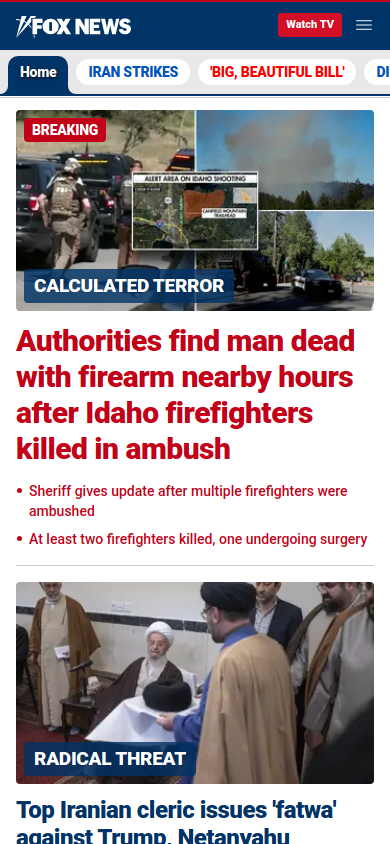 FOX NEWS
Watch TV
Home
IRAN STRIKES
'BIG, BEAUTIFUL BILL'
BREAKING
FBI
ALERT AREA ON IDAHO SHOOTING
CANFIELD MOUNTAIN
TRAILHEAD
CALCULATED TERROR
Authorities find man dead
with firearm nearby hours
after Idaho firefighters
killed in ambush
• Sheriff gives update after multiple firefighters were
ambushed
• At least two firefighters killed, one undergoing surgery
RADICAL THREAT
Top Iranian cleric issues 'fatwa'
against Trump, Netanyahu